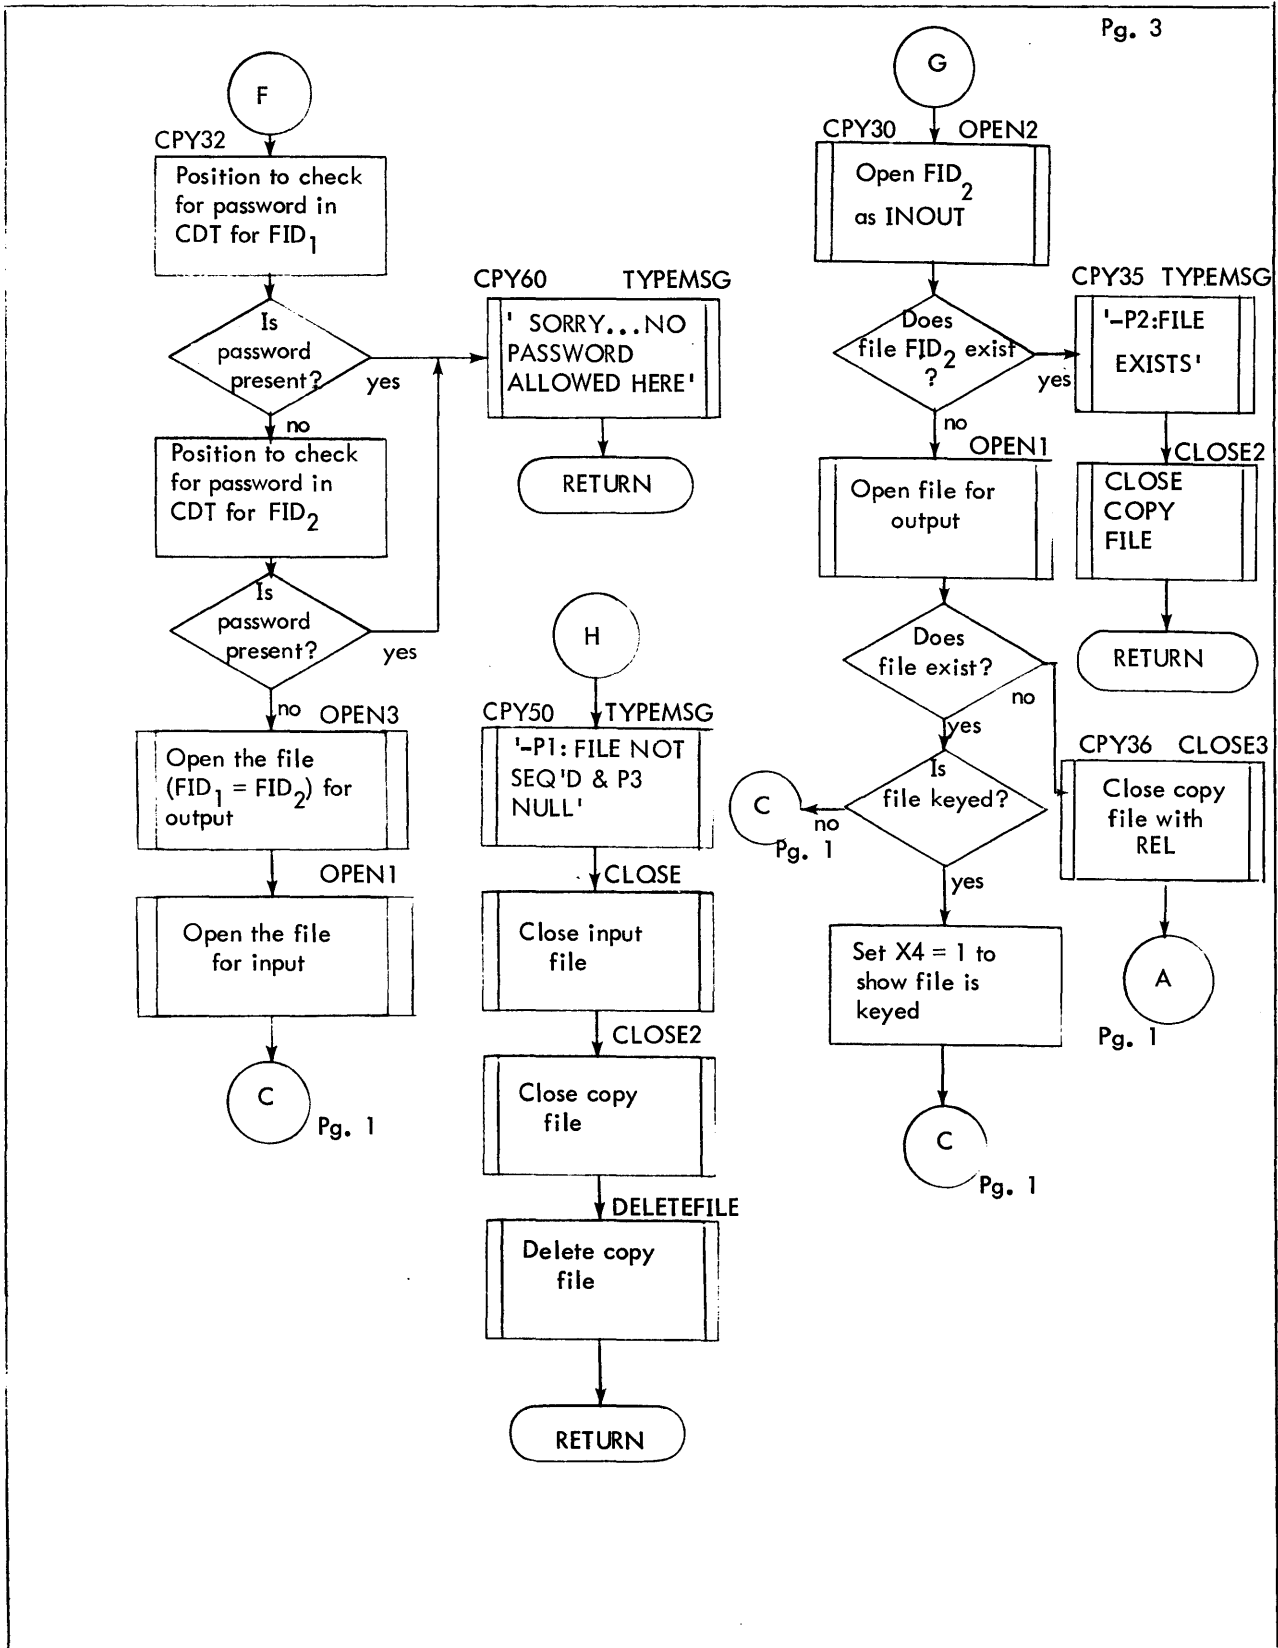 Pg. 3
F
CPY32
Position to check
for password in
CDT for FID1
Is
password
present?
yes
no
Position to check
for password in
CDT for FID2
Is
password
present?
yes
no
OPEN3
Open the file
(FID1 = FID2) for
output
OPEN1
Open the file
for input
C
Pg. 1
CPY60 TYPEMSG
' SORRY...NO
PASSWORD
ALLOWED HERE'
RETURN
H
CPY50 TYPEMSG
'-P1: FILE NOT
SEQ'D & P3
NULL'
CLOSE
Close input
file
CLOSE2
Close copy
file
DELETEFILE
Delete copy
file
RETURN
G
CPY30 OPEN2
Open FID2
as INOUT
Does
file FID2 exist
?
yes
no
CPY35 TYPEMSG
'-P2:FILE
EXISTS'
CLOSE2
CLOSE
COPY
FILE
RETURN
OPEN1
Open file for
output
Does
file exist?
no
yes
Is
file keyed?
no
C
Pg. 1
yes
CPY36 CLOSE3
Close copy
file with
REL
A
Pg. 1
Set X4 = 1 to
show file is
keyed
C
Pg. 1